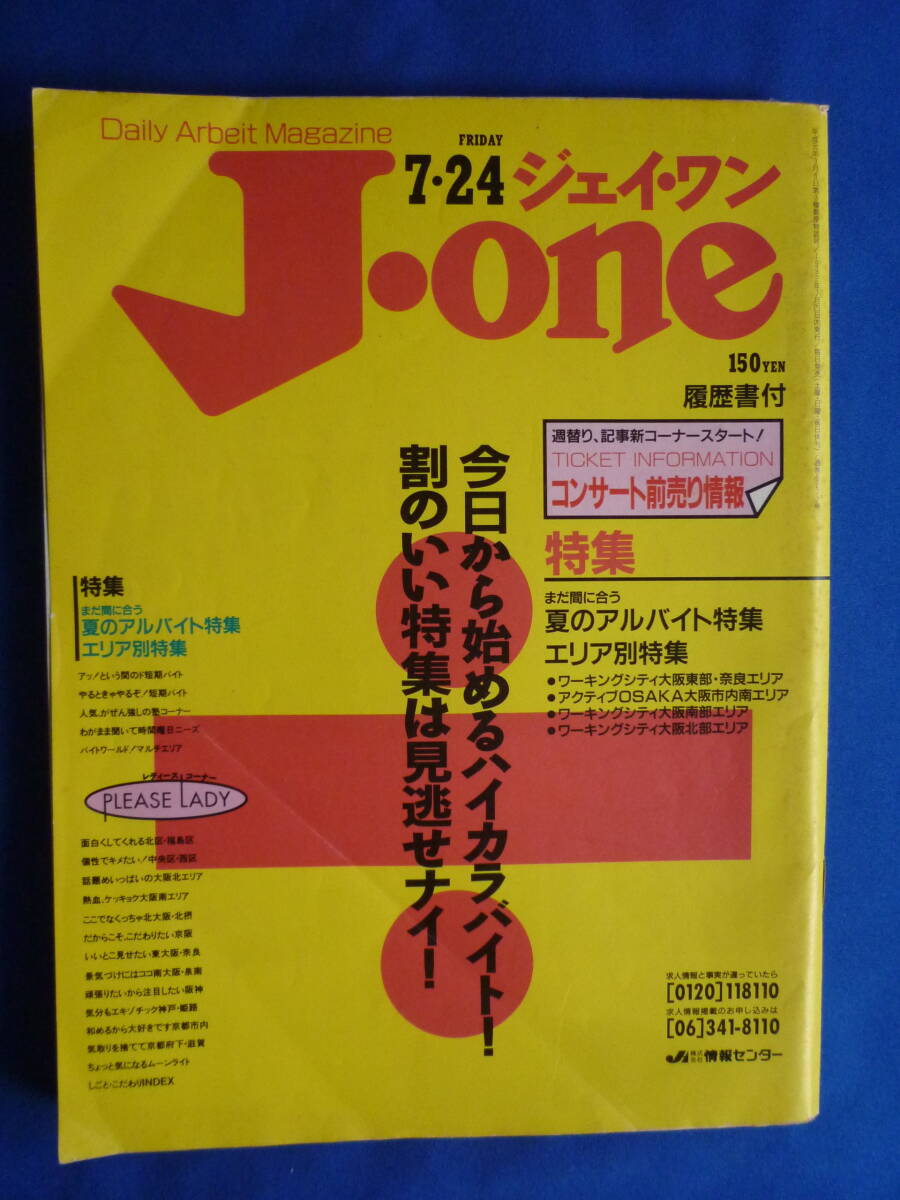 Daily Arbeit Magazine
FRIDAY
7・24
ジェイ・ワン
J・one
150YEN
履歴書付
週替り、記事新コーナースタート!
TICKET INFORMATION
コンサート前売り情報
今日から始めるハイカラバイト!
割のいい特集は見逃せナイ!
特集
まだ間に合う
夏のアルバイト特集
エリア別特集
●ワーキングシティ大阪東部・奈良エリア
●アクティブOSAKA大阪市内南エリア
●ワーキングシティ大阪南部エリア
●ワーキングシティ大阪北部エリア
特集
まだ間に合う
夏のアルバイト特集
エリア別特集
アッ!という間のド短期バイト
やるときゃやるぞ!短期バイト
人気、がぜん強しの塾コーナー
わがまま聞いて時間曜日ニーズ
バイトワールド!マルチエリア
レディース・コーナー
PLEASE LADY
面白くしてくれる北区・福島区
個性でキメたい!中央区・西区
話題めいっぱいの大阪北エリア
熱血、ケッキョク大阪南エリア
ここでなくっちゃ北大阪・北摂
だからこそ、こだわりたい京阪
いいとこ見せたい東大阪・奈良
景気づけにはココ南大阪・泉南
頑張りたいから注目したい阪神
気分もエキゾチック神戸・姫路
和めるから大好きです京都市内
気取りを捨てて京都府下・滋賀
ちょっと気になるムーンライト
しごと・こだわりINDEX
求人情報と事実が違っていたら
[0120]118110
求人情報掲載のお申し込みは
[06]341-8110
株式会社 情報センター